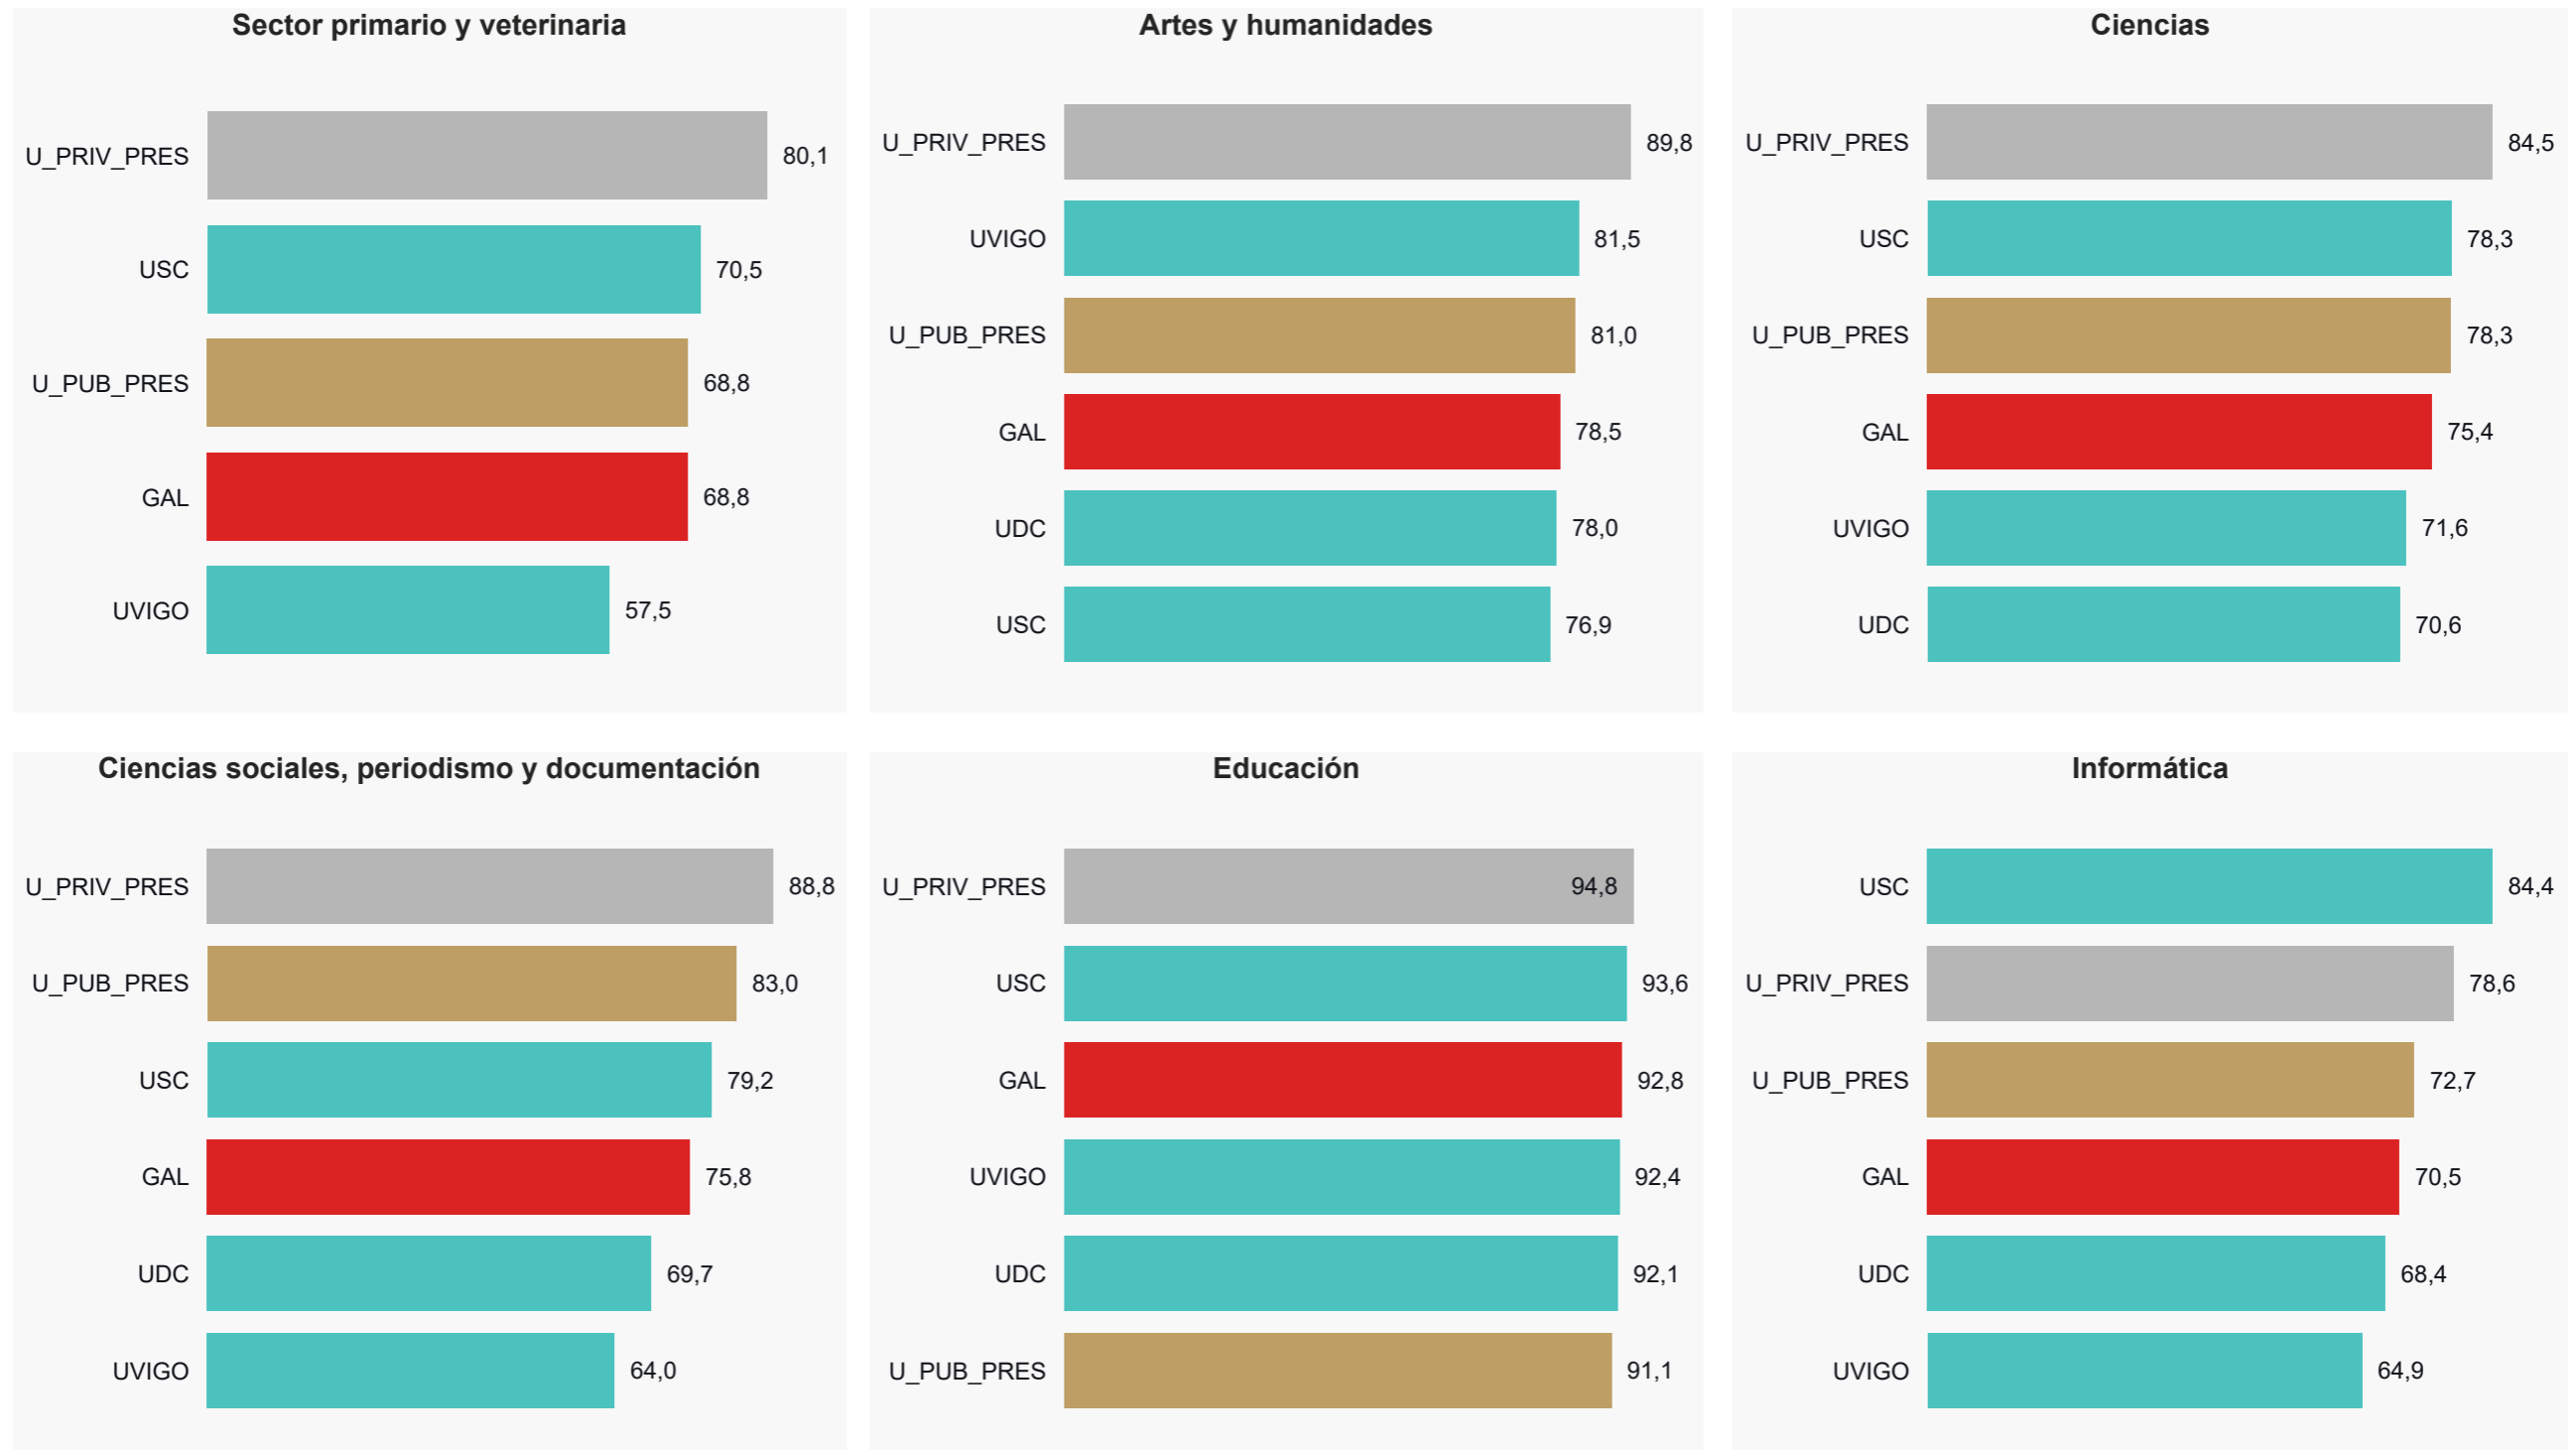 Sector primario y veterinaria
U_PRIV_PRES 80,1
USC 70,5
U_PUB_PRES 68,8
GAL 68,8
UVIGO 57,5
Artes y humanidades
U_PRIV_PRES 89,8
UVIGO 81,5
U_PUB_PRES 81,0
GAL 78,5
UDC 78,0
USC 76,9
Ciencias
U_PRIV_PRES 84,5
USC 78,3
U_PUB_PRES 78,3
GAL 75,4
UVIGO 71,6
UDC 70,6
Ciencias sociales, periodismo y documentación
U_PRIV_PRES 88,8
U_PUB_PRES 83,0
USC 79,2
GAL 75,8
UDC 69,7
UVIGO 64,0
Educación
U_PRIV_PRES 94,8
USC 93,6
GAL 92,8
UVIGO 92,4
UDC 92,1
U_PUB_PRES 91,1
Informática
USC 84,4
U_PRIV_PRES 78,6
U_PUB_PRES 72,7
GAL 70,5
UDC 68,4
UVIGO 64,9